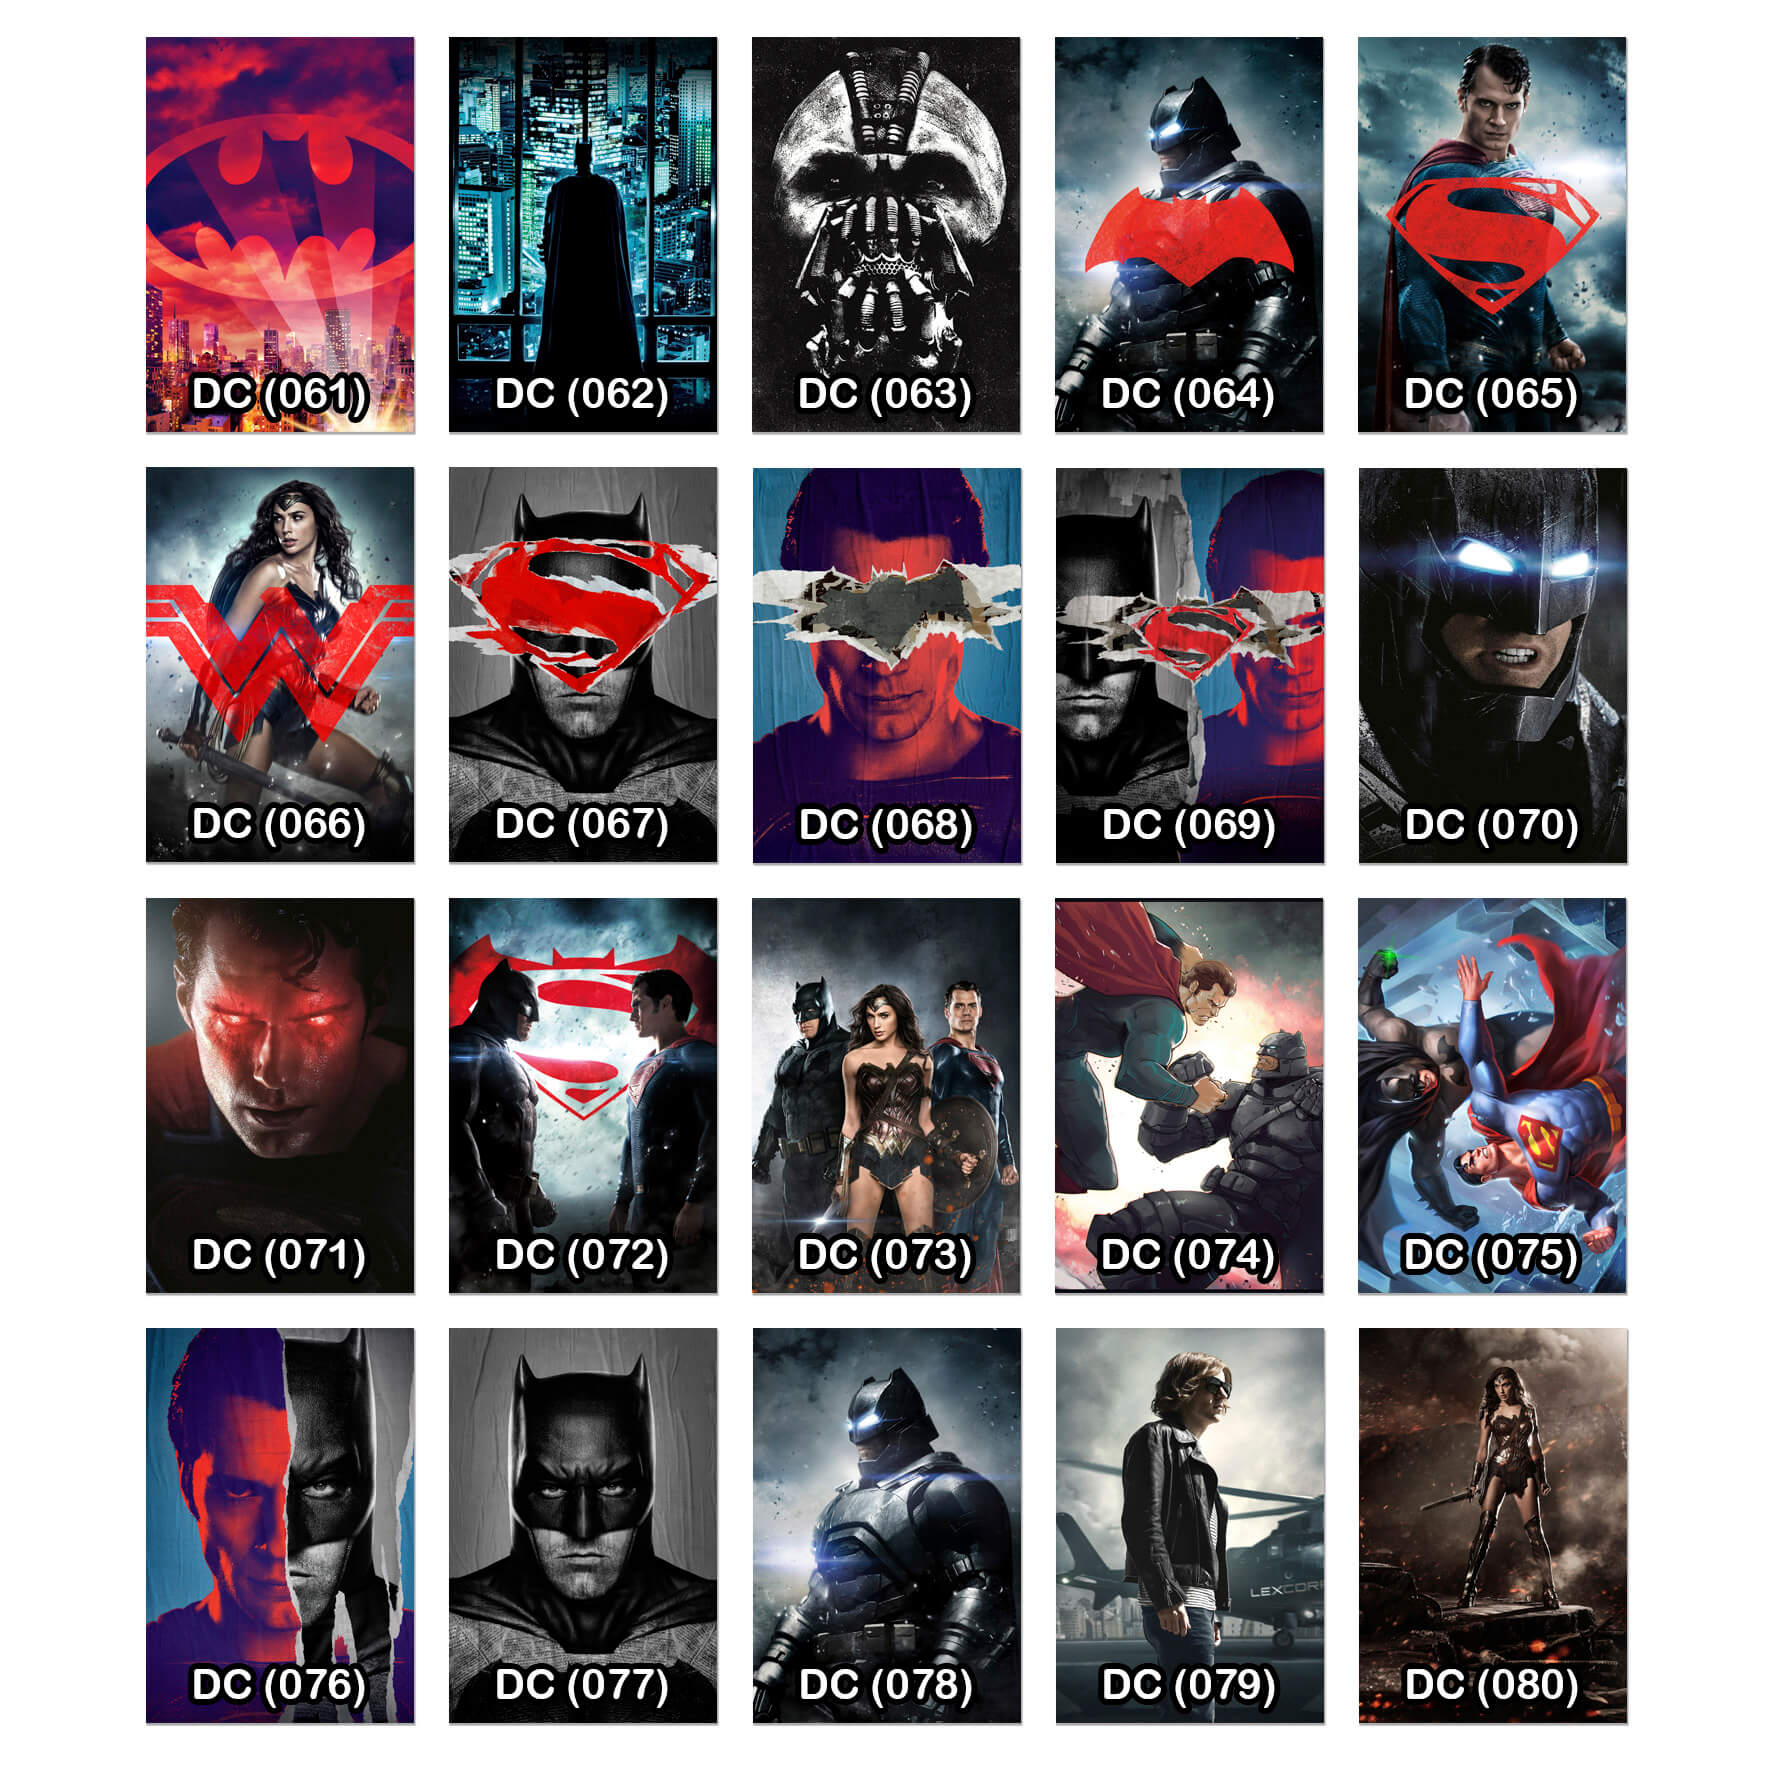 DC (061)
DC (062)
DC (063)
DC (064)
DC (065)
DC (066)
DC (067)
DC (068)
DC (069)
DC (070)
DC (071)
DC (072)
DC (073)
DC (074)
DC (075)
DC (076)
DC (077)
DC (078)
LEXCOR
DC (079)
DC (080)